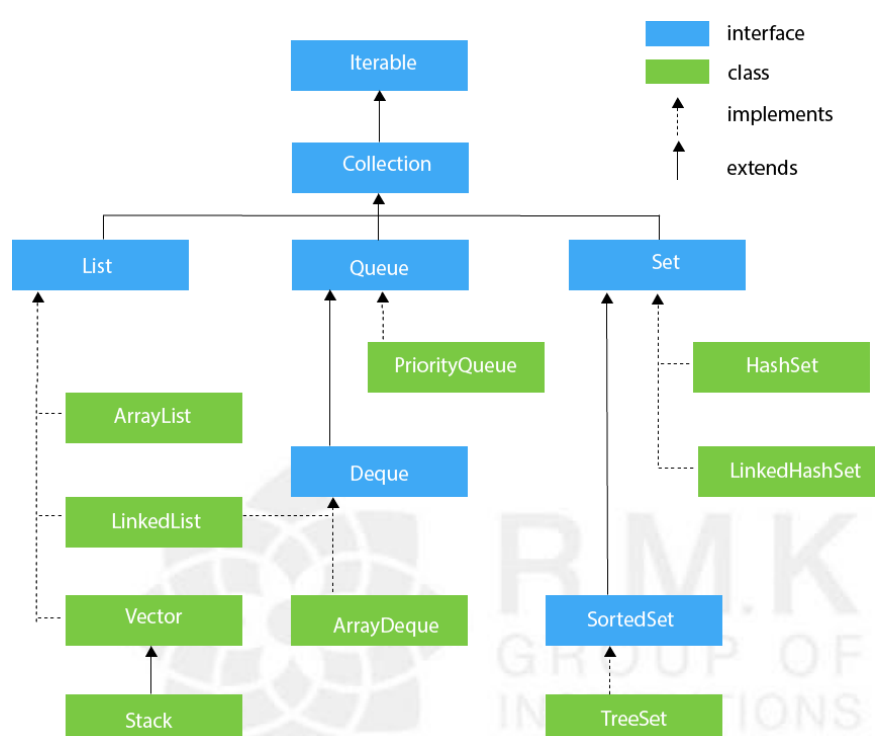 interface
class
implements
extends
Iterable
Collection
List
Queue
Set
PriorityQueue
HashSet
ArrayList
Deque
LinkedHashSet
LinkedList
Vector
ArrayDeque
SortedSet
Stack
TreeSet
R.M.K
GROUP OF